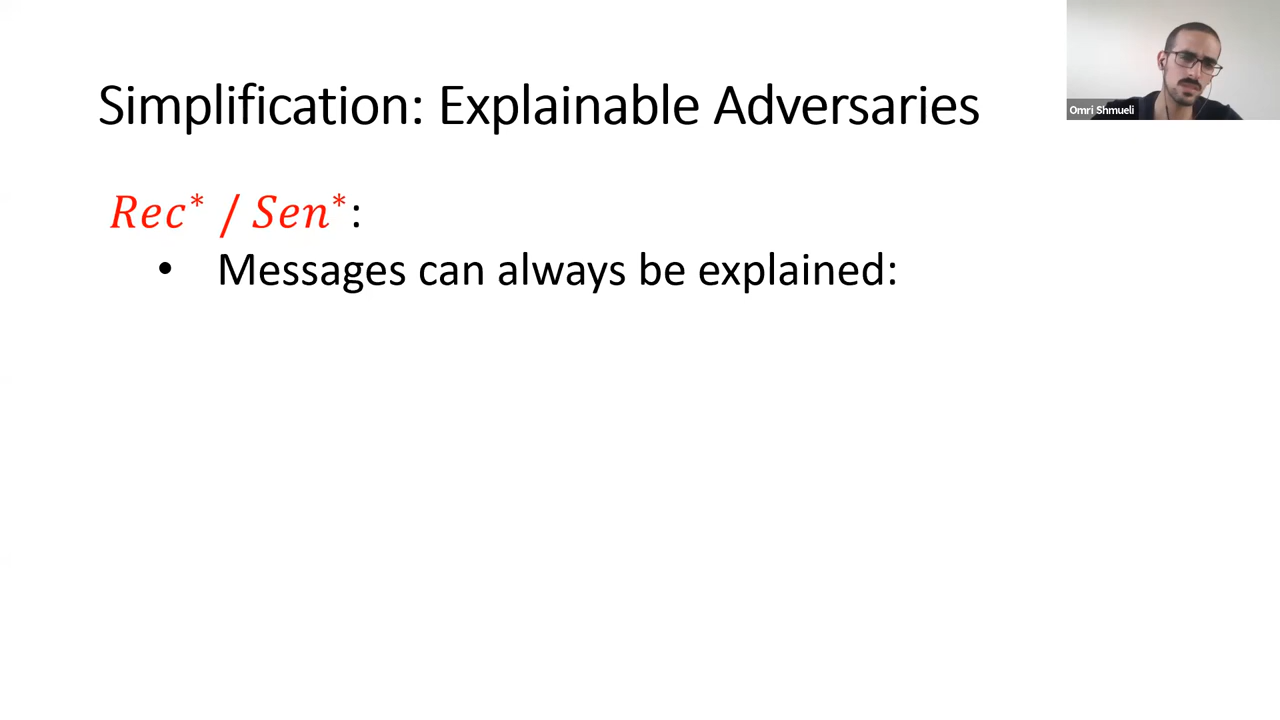 Simplification: Explainable Adversaries
Omri Shmueli
Rec* / Sen*:
• Messages can always be explained: